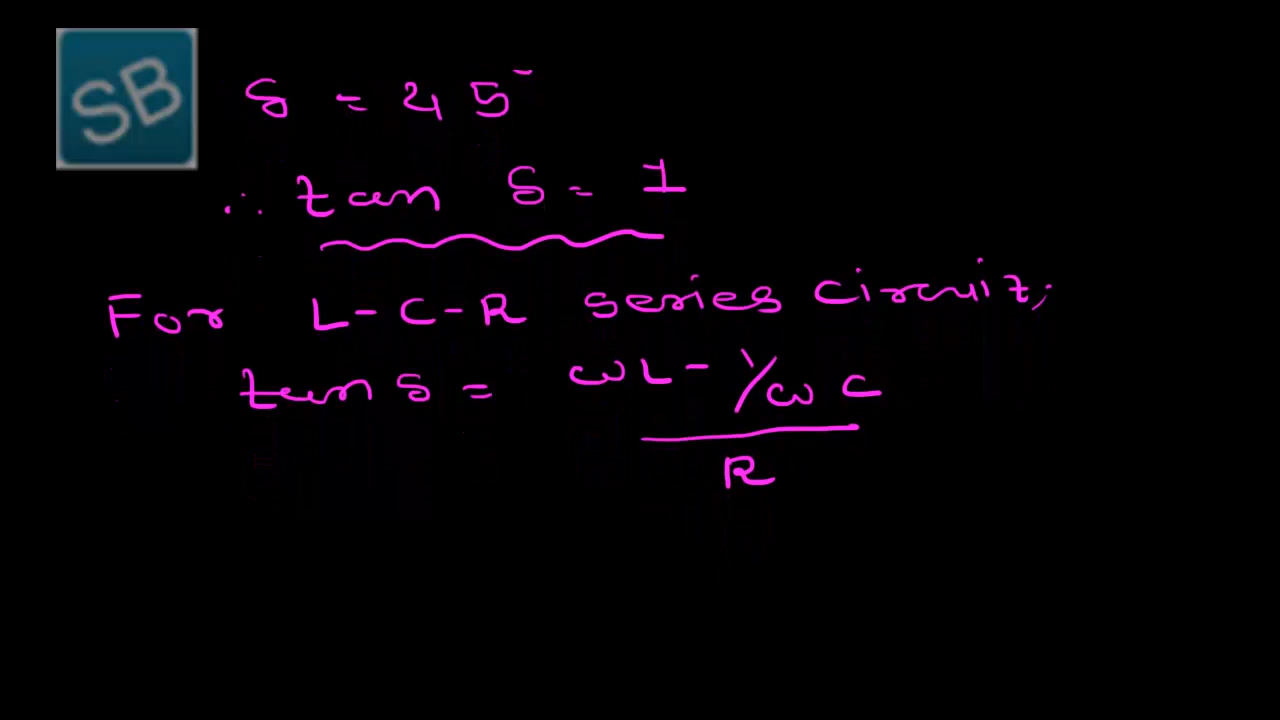 SB
δ = 45°
∴ tan δ = 1
For L-C-R series circuit,
tan δ = ωL - 1/ωC
R